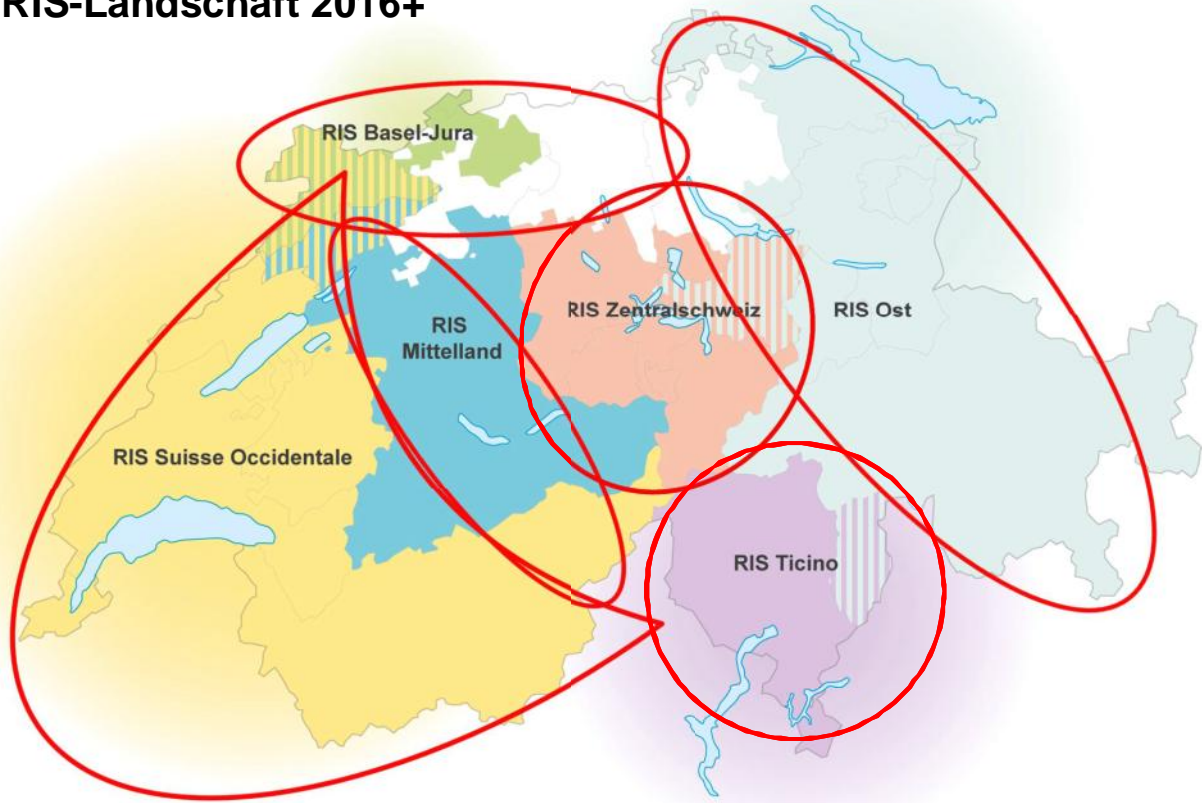 RIS-Landschaft 2016+
RIS Basel-Jura
RIS Zentralschweiz
RIS Ost
RIS
Mittelland
RIS Suisse Occidentale
RIS Ticino